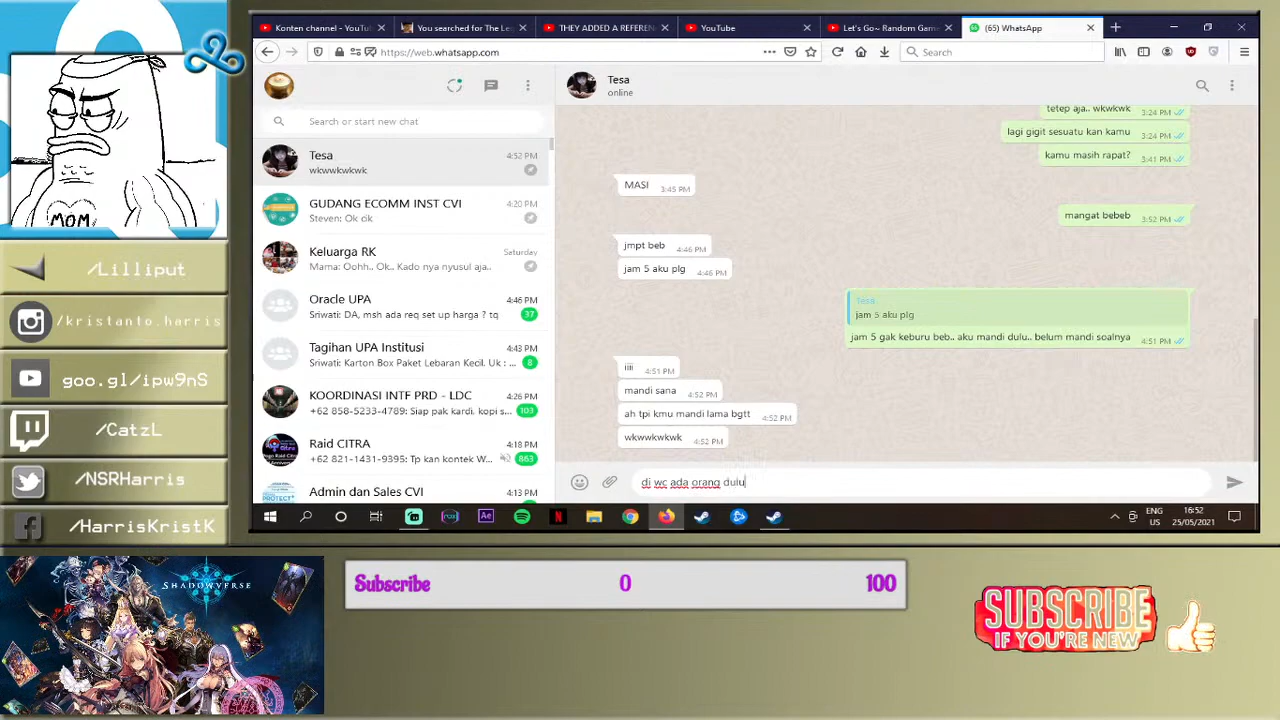 MOM
/Lilliput
/kristanto.harris
goo.gl/ipw9nS
/CatzL
/NSRHarris
/HarrisKristK
SHADOWVERSE
Konten channel - YouTu
You searched for The Le
THEY ADDED A REFEREN
YouTube
Let's Go~ Random Game
(65) WhatsApp
https://web.whatsapp.com
Search
Search or start new chat
Tesa
4:52 PM
wkwwkwkwk
GUDANG ECOMM INST CVI
4:20 PM
Steven: Ok cik
Keluarga RK
Saturday
Mama: Oohh.. Ok.. Kado nya nyusul aja..
Oracle UPA
4:46 PM
Sriwati: DA, msh ada req set up harga ? tq
37
Tagihan UPA Institusi
4:43 PM
Sriwati: Karton Box Paket Lebaran Kecil. Uk : ...
8
KOORDINASI INTF PRD - LDC
4:26 PM
+62 858-5233-4789: Siap pak kardi. kopi s...
103
Raid CITRA
4:18 PM
+62 821-1431-9395: Tp kan kontek W...
863
Admin dan Sales CVI
4:13 PM
Tesa
online
tetep aja.. wkwkwk
3:24 PM
lagi gigit sesuatu kan kamu
3:24 PM
kamu masih rapat?
3:41 PM
MASI
3:45 PM
mangat bebeb
3:52 PM
jmpt beb
4:46 PM
jam 5 aku plg
4:46 PM
Tesa
jam 5 aku plg
jam 5 gak keburu beb.. aku mandi dulu.. belum mandi soalnya
4:51 PM
iiii
4:51 PM
mandi sana
4:52 PM
ah tpi kmu mandi lama bgtt
4:52 PM
wkwwkwkwk
4:52 PM
di wc ada orang dulu
Ae
N
ENG
US
16:52
25/05/2021
Subscribe
0
100
SUBSCRIBE
IF YOU'RE NEW